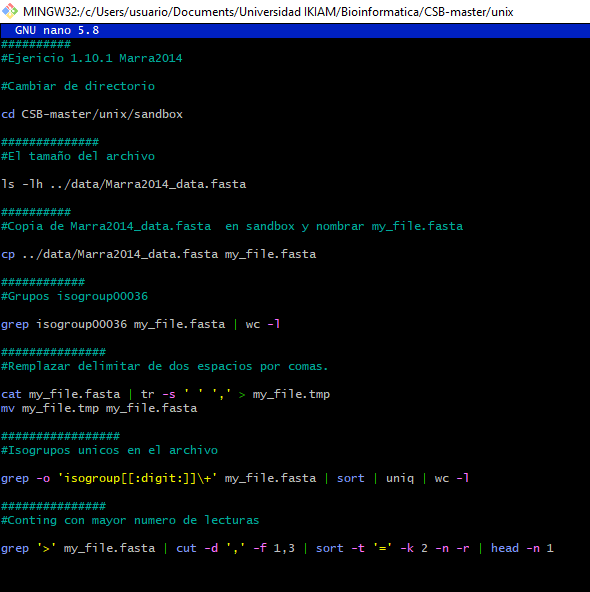 MINGW32:/c/Users/usuario/Documents/Universidad IKIAM/Bioinformatica/CSB-master/unix
GNU nano 5.8
##########
#Ejericio 1.10.1 Marra2014
#Cambiar de directorio
cd CSB-master/unix/sandbox
##############
#El tamaño del archivo
ls -lh ../data/Marra2014_data.fasta
##########
#Copia de Marra2014_data.fasta  en sandbox y nombrar my_file.fasta
cp ../data/Marra2014_data.fasta my_file.fasta
############
#Grupos isogroup00036
grep isogroup00036 my_file.fasta | wc -l
###############
#Remplazar delimitar de dos espacios por comas.
cat my_file.fasta | tr -s ' ' ',' > my_file.tmp
mv my_file.tmp my_file.fasta
#################
#Isogrupos unicos en el archivo
grep -o 'isogroup[[:digit:]]\+' my_file.fasta | sort | uniq | wc -l
###############
#Conting con mayor numero de lecturas
grep '>' my_file.fasta | cut -d ',' -f 1,3 | sort -t '=' -k 2 -n -r | head -n 1